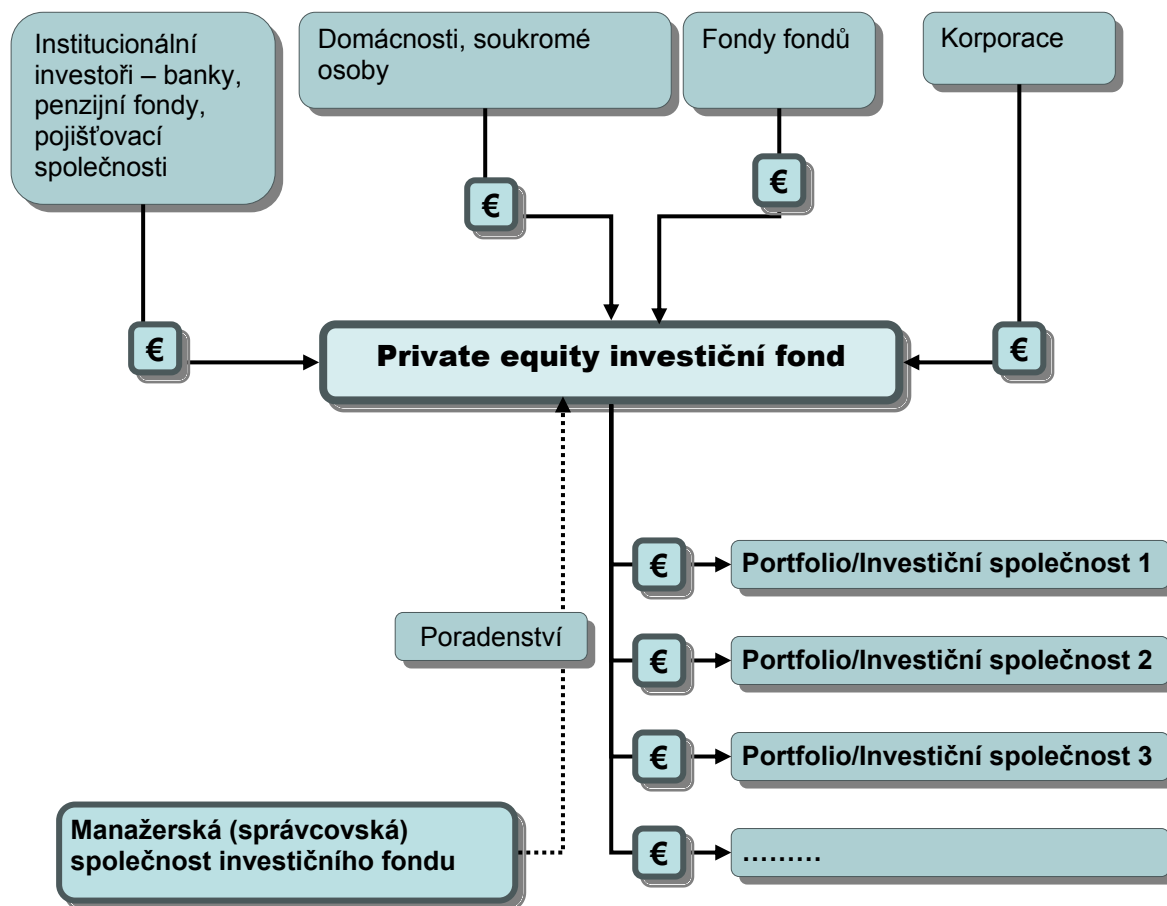 Institucionální
investoři – banky,
penzijní fondy,
pojišťovací
společnosti
Domácnosti, soukromé
osoby
Fondy fondů
Korporace
€
€
€
€
Private equity investiční fond
€
Portfolio/Investiční společnost 1
Poradenství
€
Portfolio/Investiční společnost 2
€
Portfolio/Investiční společnost 3
Manažerská (správcovská)
společnost investičního fondu
€
.........